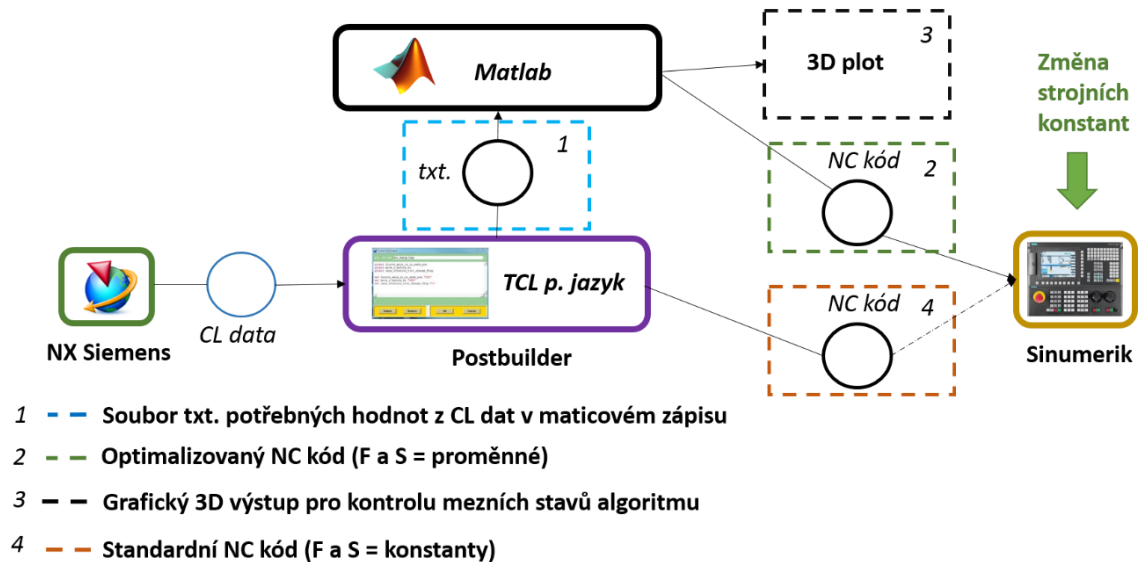 Matlab
3
3D plot
Změna
strojních
konstant
1
txt.
NC kód
2
TCL p. jazyk
NC kód
4
CL data
NX Siemens
Postbuilder
Sinumerik
1 Soubor txt. potřebných hodnot z CL dat v maticovém zápisu
2 Optimalizovaný NC kód (F a S = proměnné)
3 Grafický 3D výstup pro kontrolu mezních stavů algoritmu
4 Standardní NC kód (F a S = konstanty)